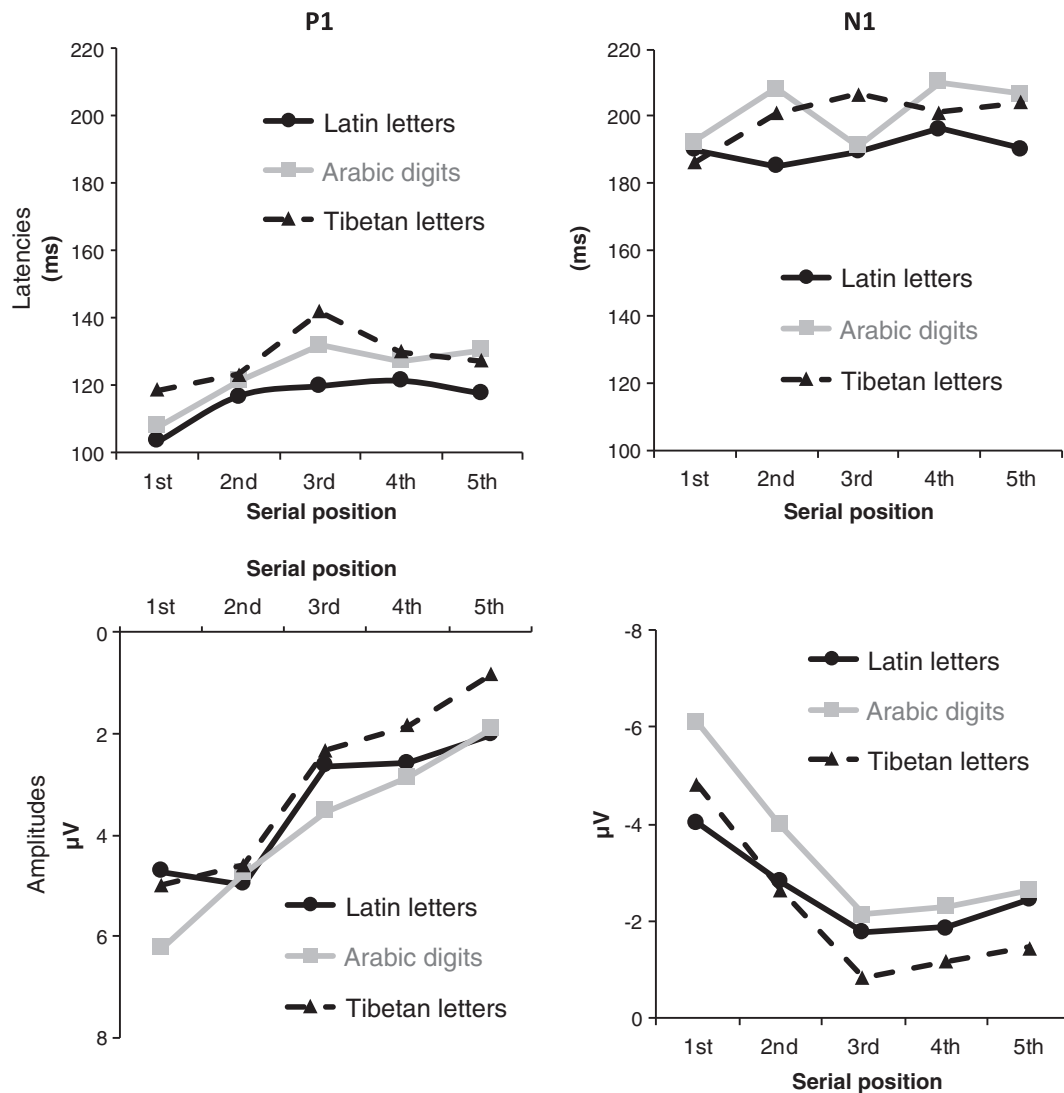 P1
220
200
180
160
140
120
100
Latencies
(ms)
Latin letters
Arabic digits
Tibetan letters
1st 2nd 3rd 4th 5th
Serial position
N1
220
200
180
160
140
120
100
(ms)
Latin letters
Arabic digits
Tibetan letters
1st 2nd 3rd 4th 5th
Serial position
Serial position
1st 2nd 3rd 4th 5th
0
2
4
6
8
Amplitudes
µV
Latin letters
Arabic digits
Tibetan letters
-8
-6
-4
-2
0
µV
Latin letters
Arabic digits
Tibetan letters
1st 2nd 3rd 4th 5th
Serial position